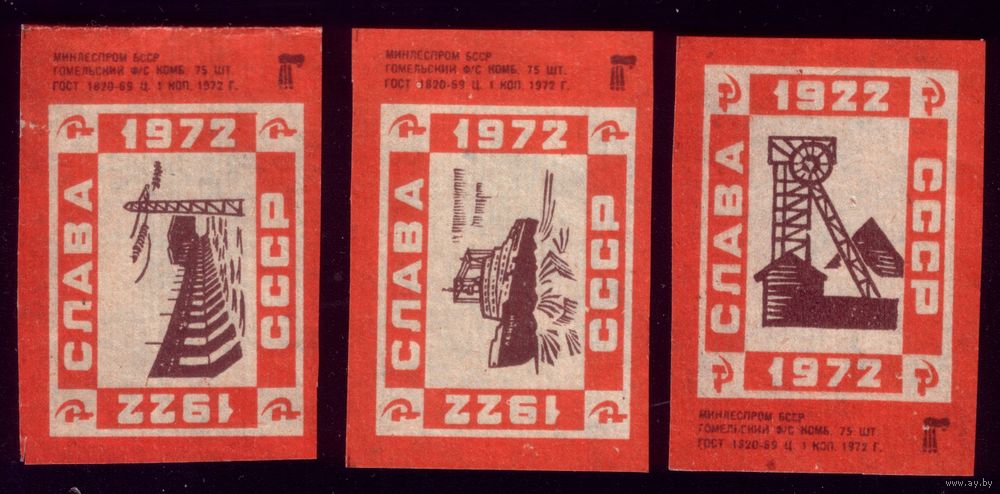 МИНЛЕСПРОМ БССР
ГОМЕЛЬСКИЙ Ф/С КОМБ. 75 ШТ.
ГОСТ 1820-69 Ц. 1 КОП. 1972 Г.
1972
СЛАВА
СССР
1922
МИНЛЕСПРОМ БССР
ГОМЕЛЬСКИЙ Ф/С КОМБ. 75 ШТ.
ГОСТ 1820-69 Ц. 1 КОП. 1972 Г.
1972
СЛАВА
СССР
1922
1922
СЛАВА
СССР
1972
МИНЛЕСПРОМ БССР
ГОМЕЛЬСКИЙ Ф/С КОМБ. 75 ШТ.
ГОСТ 1820-69 Ц. 1 КОП. 1972 Г.
www.ay.by